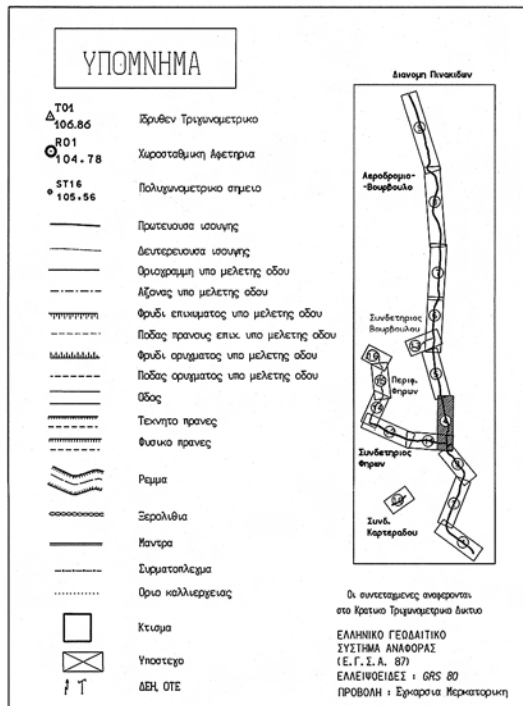 ΥΠΟΜΝΗΜΑ
T01
106.86
Ιδρυθεν Τριγωνομετρικο
R01
104.78
Χωροσταθμικη Αφετηρια
ST16
105.56
Πολυγωνομετρικο σημειο
Πρωτευουσα ισουψης
Δευτερευουσα ισουψης
Οριογραμμη υπο μελετης οδου
Αξονας υπο μελετης οδου
Φρυδι επιχωματος υπο μελετης οδου
Ποδας πρανους επιχ. υπο μελετης οδου
Φρυδι ορυγματος υπο μελετης οδου
Ποδας ορυγματος υπο μελετης οδου
Οδος
Τεχνητο πρανες
Φυσικο πρανες
Ρεμμα
Ξερολιθια
Μαντρα
Συρματοπλεγμα
Οριο καλλιεργειας
Κτισμα
Υποστεγο
ΔΕΗ, ΟΤΕ
Διανομη Πινακιδων
Αεροδρομιο-
-Βουρβουλο
Συνδετηριος
Βουρβουλου
Περιφ.
Φηρων
Συνδετηριος
Φηρων
Συνδ.
Καρτεραδου
Οι συντεταγμενες αναφερονται
στο Κρατικο Τριγωνομετρικο Δικτυο
ΕΛΛΗΝΙΚΟ ΓΕΩΔΑΙΤΙΚΟ
ΣΥΣΤΗΜΑ ΑΝΑΦΟΡΑΣ
(Ε.Γ.Σ.Α. 87)
ΕΛΛΕΙΨΟΕΙΔΕΣ : GRS 80
ΠΡΟΒΟΛΗ : Εγκαρσια Μερκατορικη